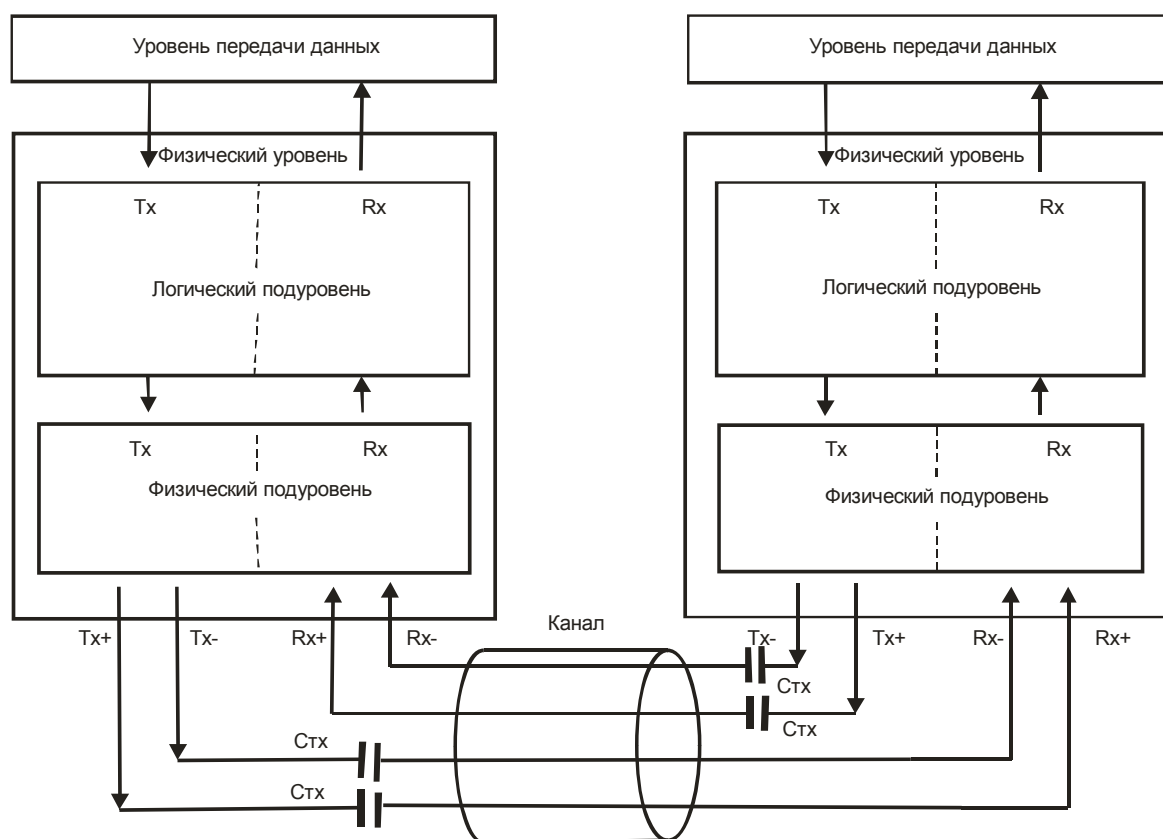 Уровень передачи данных
Уровень передачи данных
Физический уровень
Физический уровень
Tx
Rx
Tx
Rx
Логический подуровень
Логический подуровень
Tx
Rx
Tx
Rx
Физический подуровень
Физический подуровень
Tx+
Tx-
Rx+
Rx-
Канал
Tx-
Tx+
Rx-
Rx+
Стх
Стх
Стх
Стх